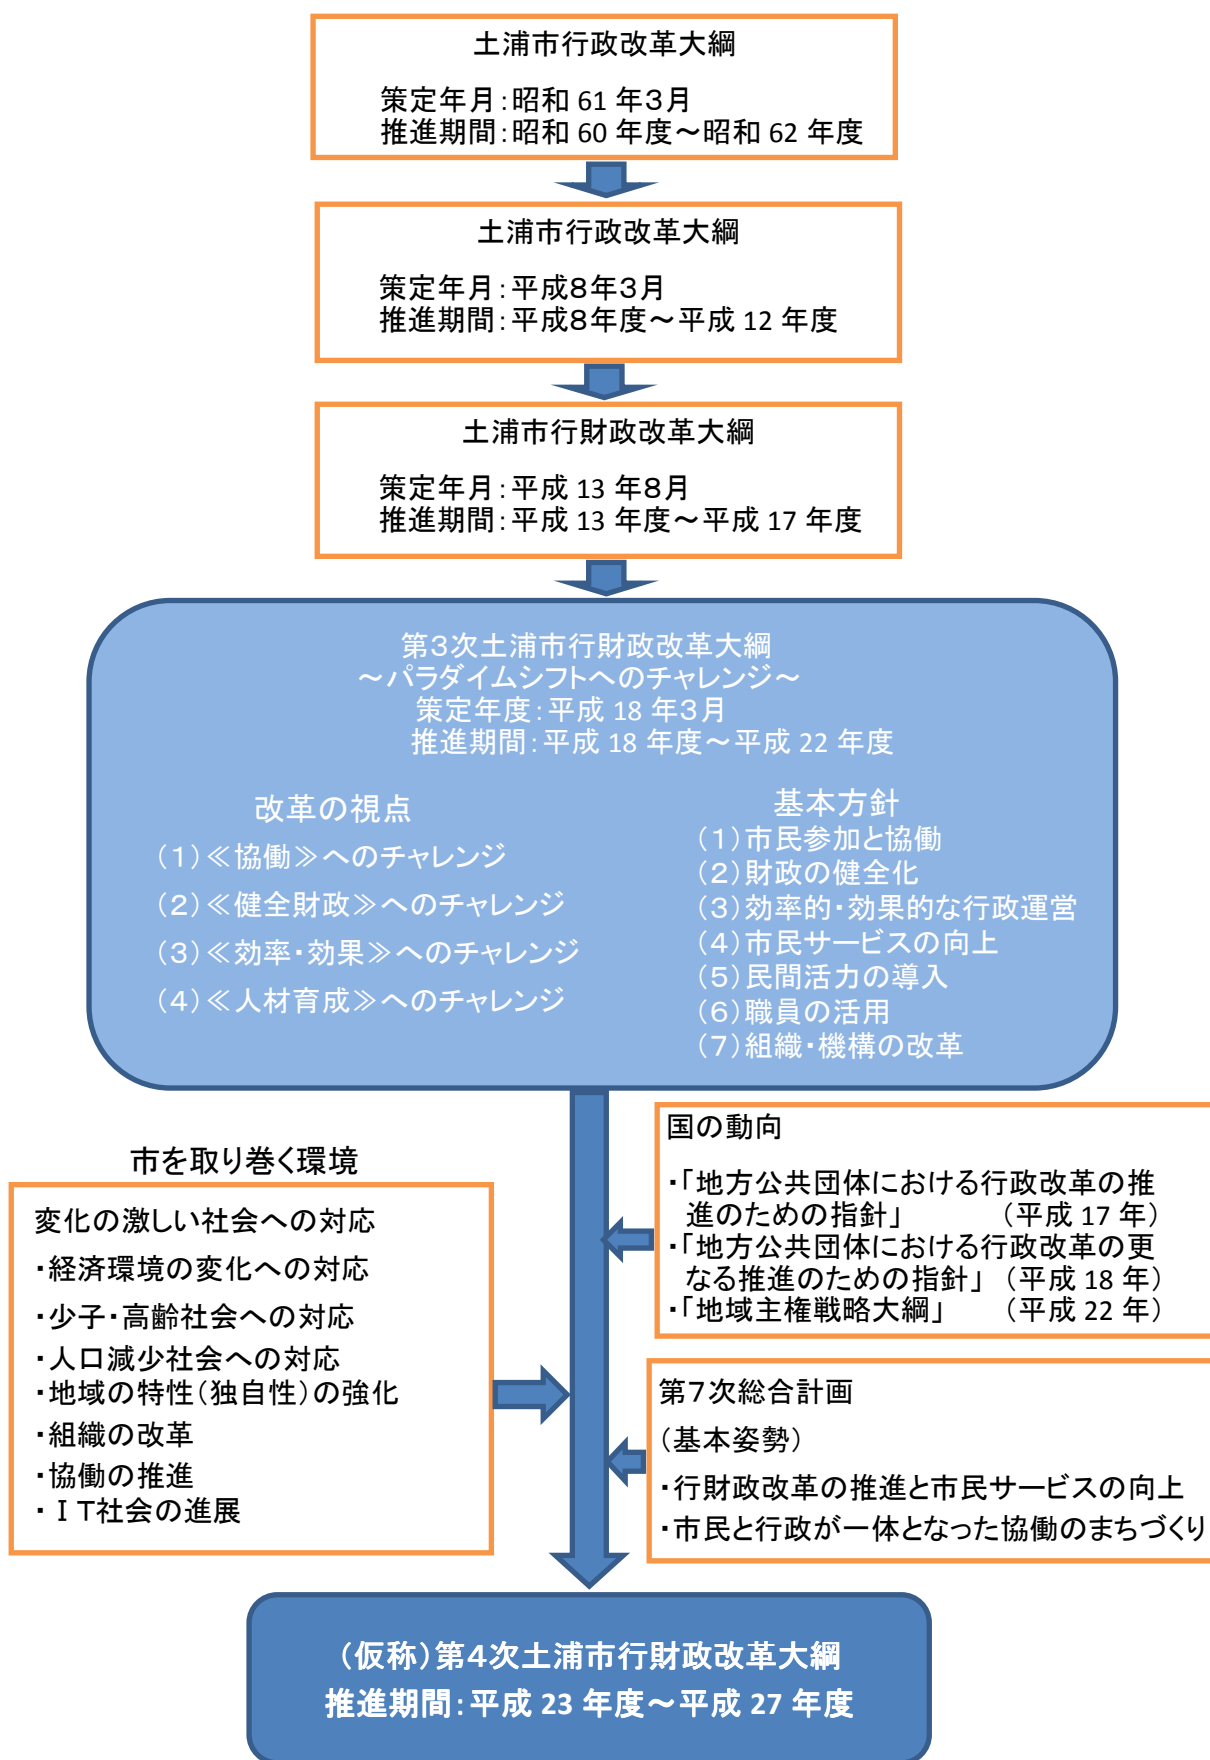 土浦市行政改革大綱
策定年月：昭和 61 年３月
推進期間：昭和 60 年度～昭和 62 年度
土浦市行政改革大綱
策定年月：平成８年３月
推進期間：平成８年度～平成 12 年度
土浦市行財政改革大綱
策定年月：平成 13 年８月
推進期間：平成 13 年度～平成 17 年度
第３次土浦市行財政改革大綱
～パラダイムシフトへのチャレンジ～
策定年度：平成 18 年３月
推進期間：平成 18 年度～平成 22 年度
改革の視点
（１）≪協働≫へのチャレンジ
（２）≪健全財政≫へのチャレンジ
（３）≪効率・効果≫へのチャレンジ
（４）≪人材育成≫へのチャレンジ
基本方針
（１）市民参加と協働
（２）財政の健全化
（３）効率的・効果的な行政運営
（４）市民サービスの向上
（５）民間活力の導入
（６）職員の活用
（７）組織・機構の改革
市を取り巻く環境
変化の激しい社会への対応
・経済環境の変化への対応
・少子・高齢社会への対応
・人口減少社会への対応
・地域の特性（独自性）の強化
・組織の改革
・協働の推進
・ＩＴ社会の進展
国の動向
・「地方公共団体における行政改革の推
進のための指針」 （平成 17 年）
・「地方公共団体における行政改革の更
なる推進のための指針」（平成 18 年）
・「地域主権戦略大綱」 （平成 22 年）
第７次総合計画
（基本姿勢）
・行財政改革の推進と市民サービスの向上
・市民と行政が一体となった協働のまちづくり
（仮称）第４次土浦市行財政改革大綱
推進期間：平成 23 年度～平成 27 年度